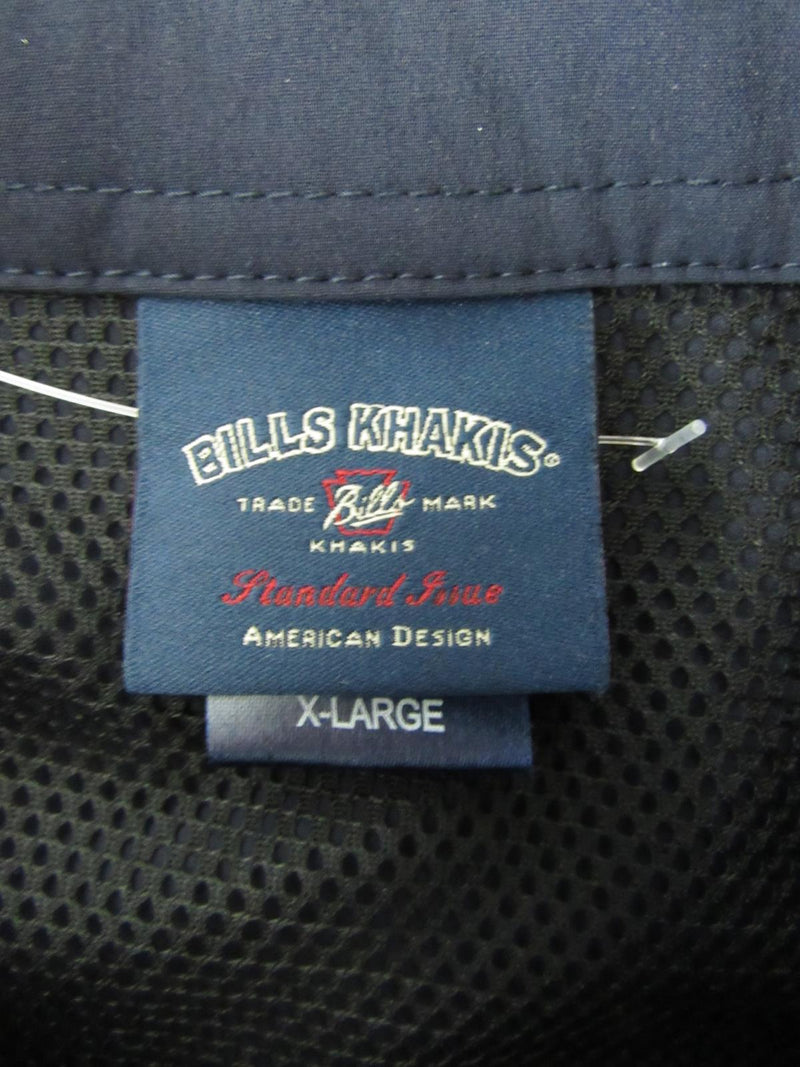 BILLS KHAKIS®
TRADE Bills MARK
KHAKIS
Standard Issue
AMERICAN DESIGN
X-LARGE